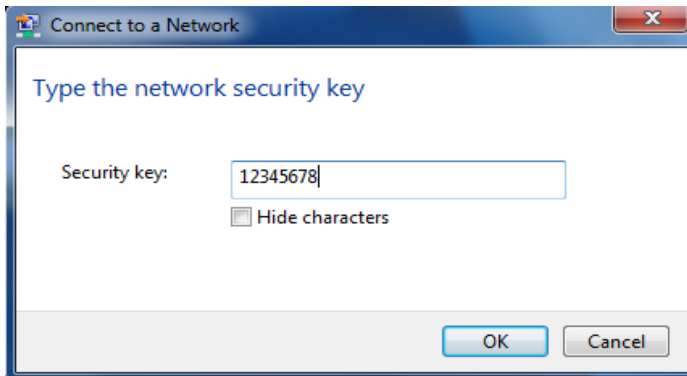 Connect to a Network
Type the network security key
Security key: 12345678
Hide characters
OK Cancel